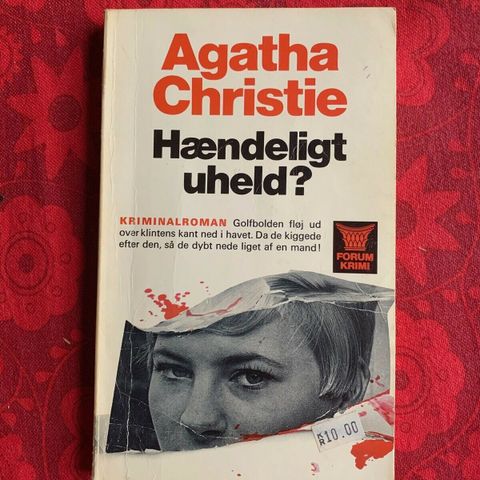 Agatha
Christie
Hændeligt
uheld?
KRIMINALROMAN Golfbolden fløj ud
over klintens kant ned i havet. Da de kiggede
efter den, så de dybt nede liget af en mand!
FORUM
KRIMI
KR 10.00